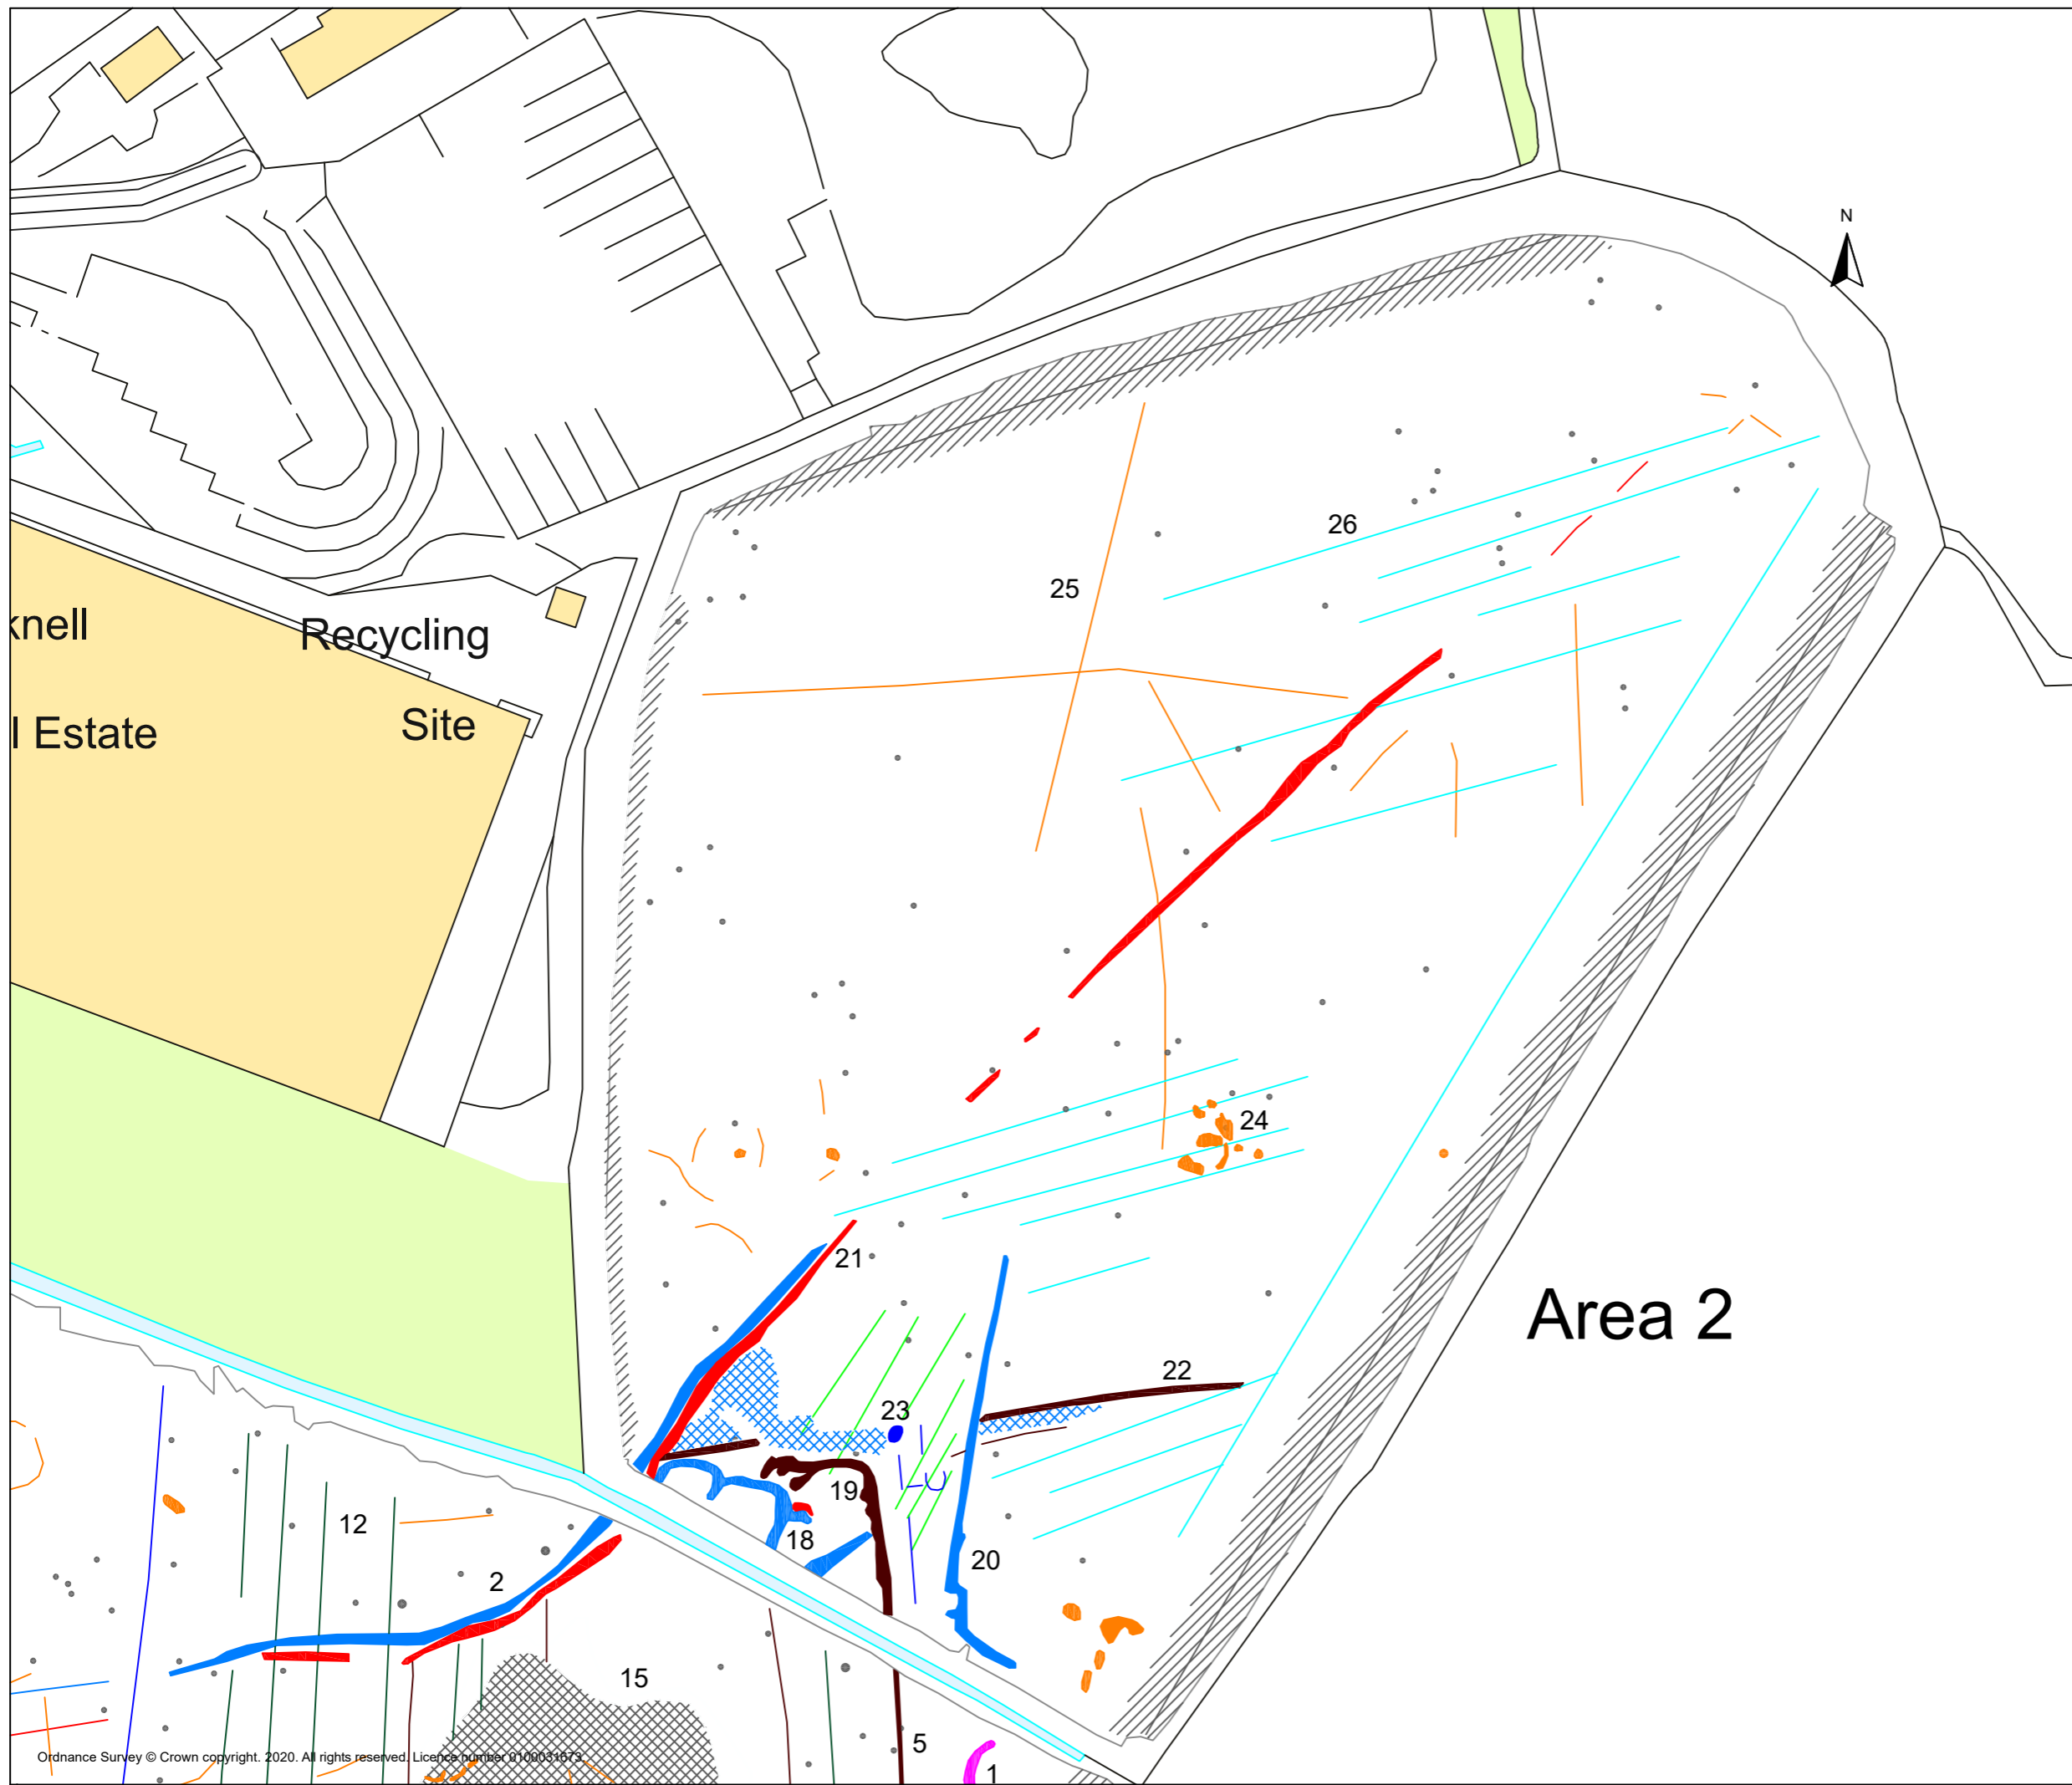 N
26
25
knell
Recycling
l Estate
Site
24
21
Area 2
22
23
19
12
18
20
2
15
5
Ordnance Survey © Crown copyright. 2020. All rights reserved. Licence number 0100031673.
1